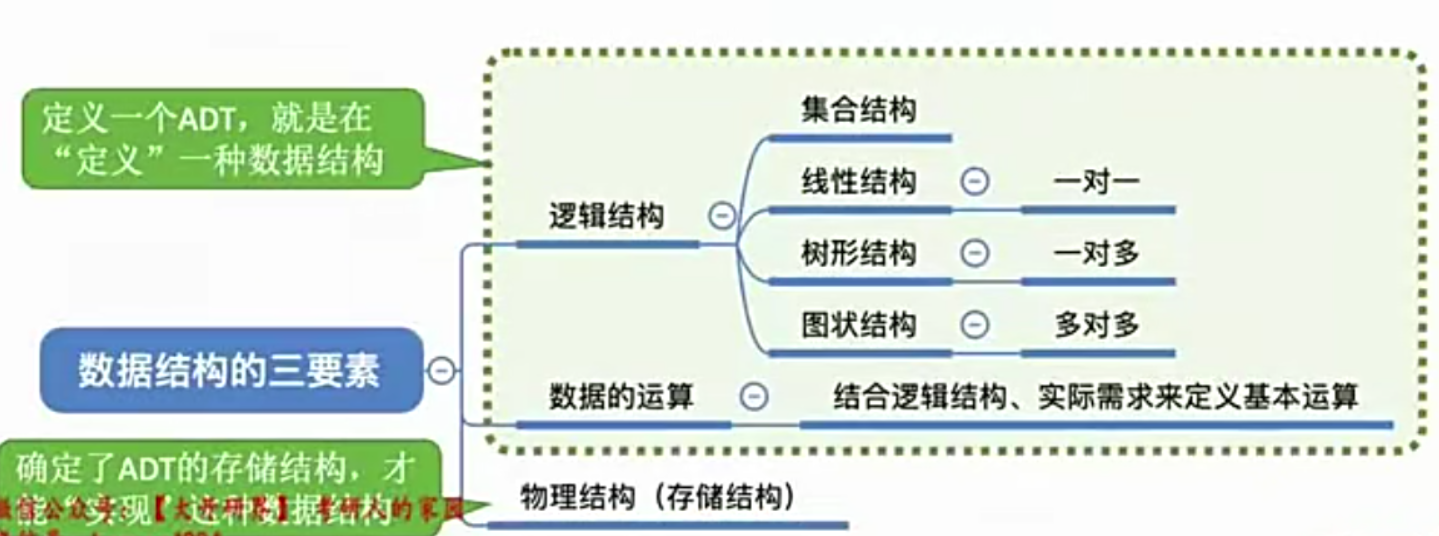 定义一个ADT，就是在
“定义”一种数据结构
集合结构
线性结构
一对一
逻辑结构
树形结构
一对多
图状结构
多对多
数据结构的三要素
数据的运算
结合逻辑结构、实际需求来定义基本运算
确定了ADT的存储结构，才
能“实现”这种数据结构
物理结构（存储结构）
公众号：
考研人的家园